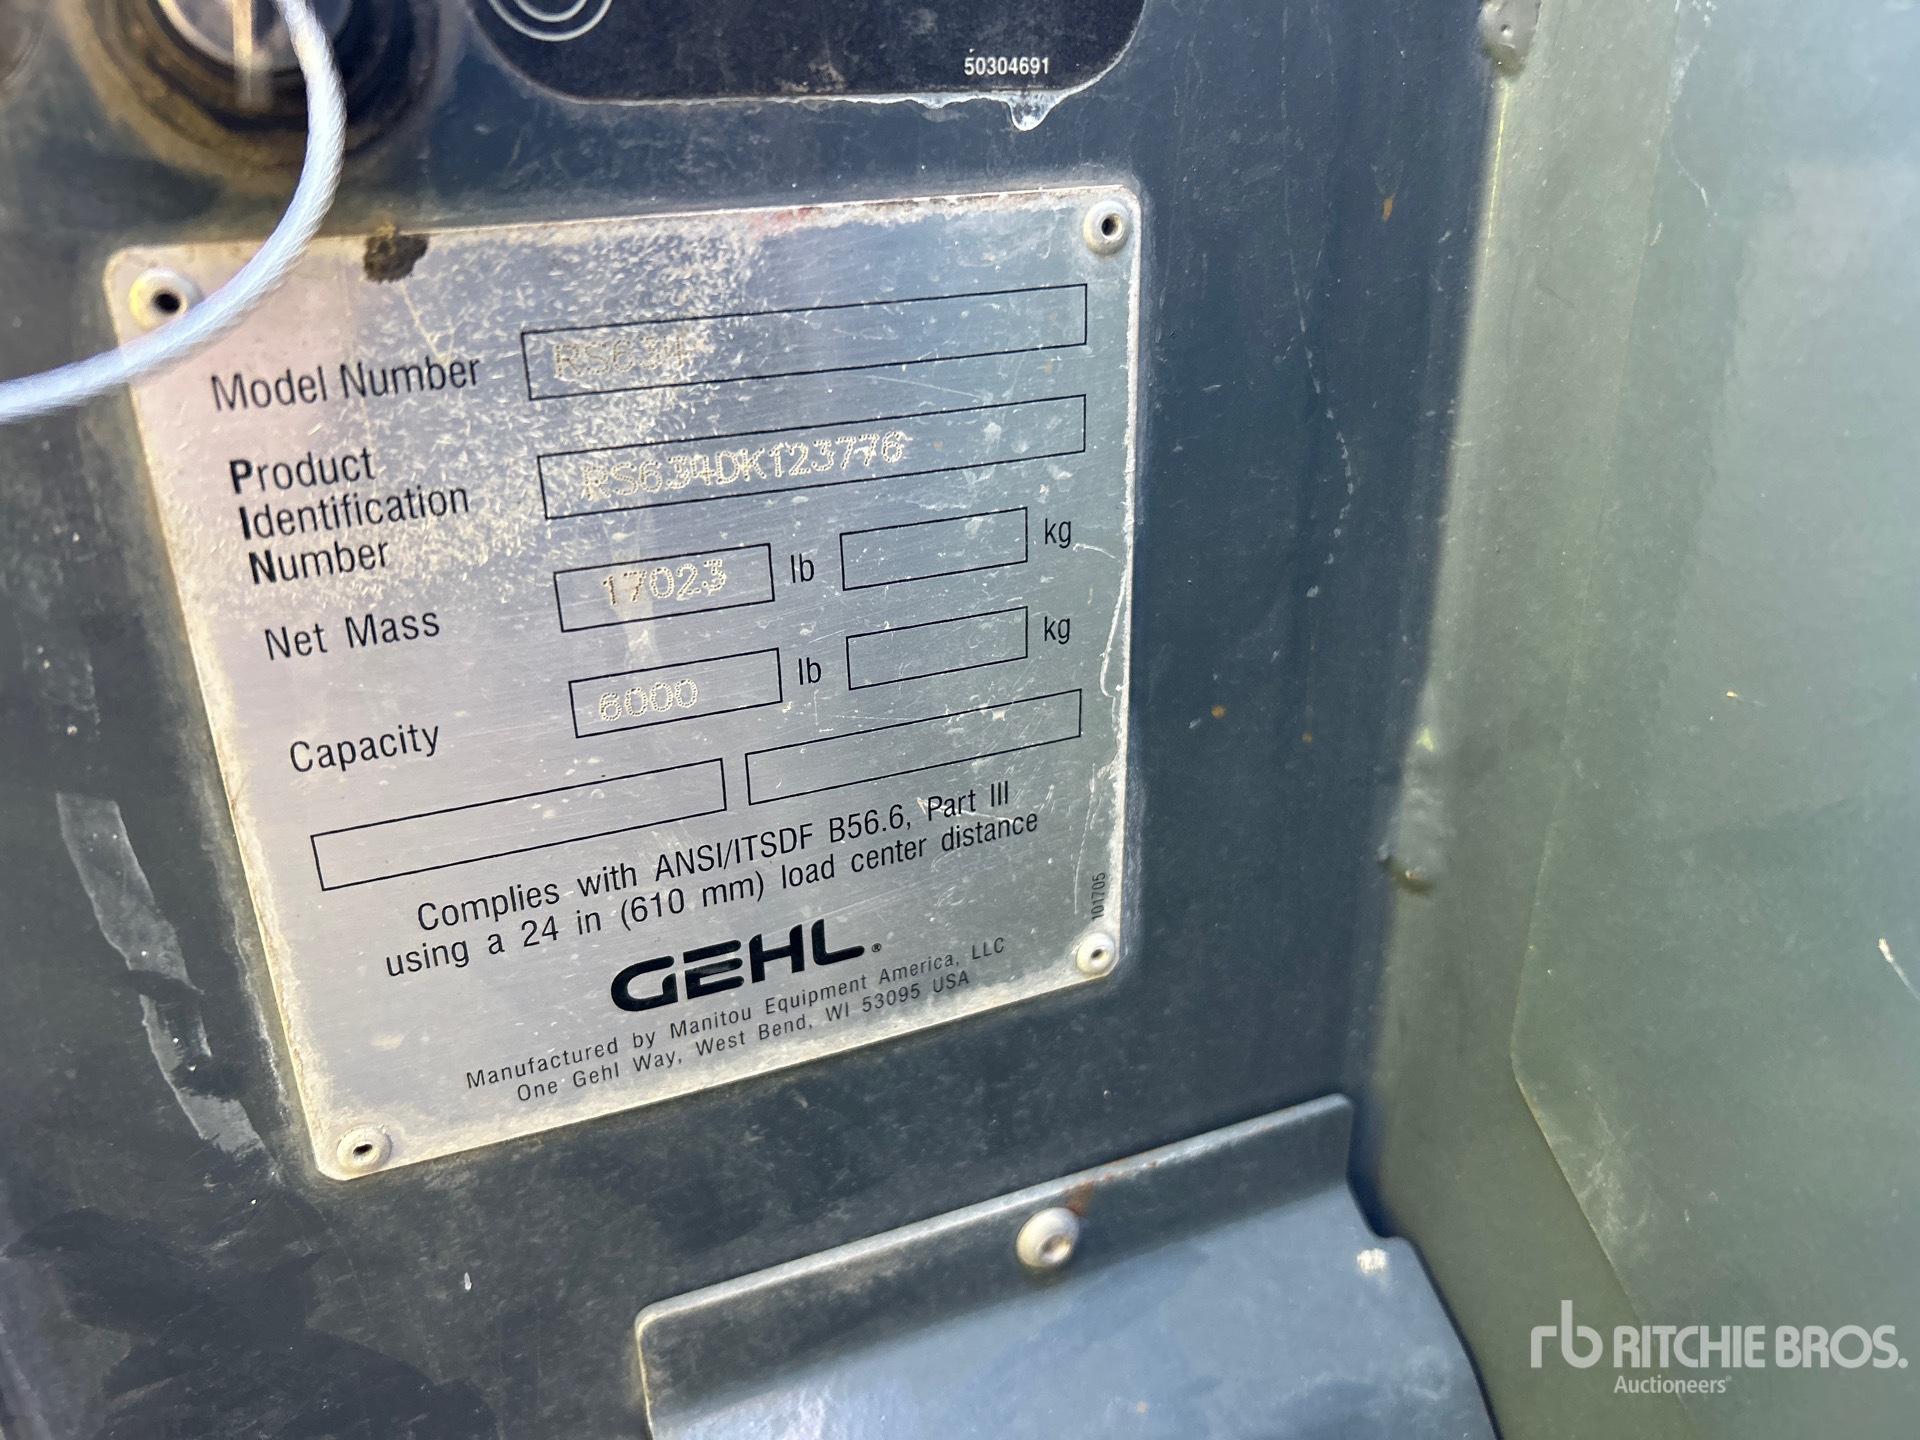 50304691
Model Number RS634
Product
Identification
Number RS634DK123776
Net Mass 17023 lb kg
Capacity 6000 lb kg
Complies with ANSI/ITSDF B56.6, Part III
using a 24 in (610 mm) load center distance
101705
GEHL®
Manufactured by Manitou Equipment America, LLC
One Gehl Way, West Bend, WI 53095 USA
rb RITCHIE BROS.
Auctioneers®